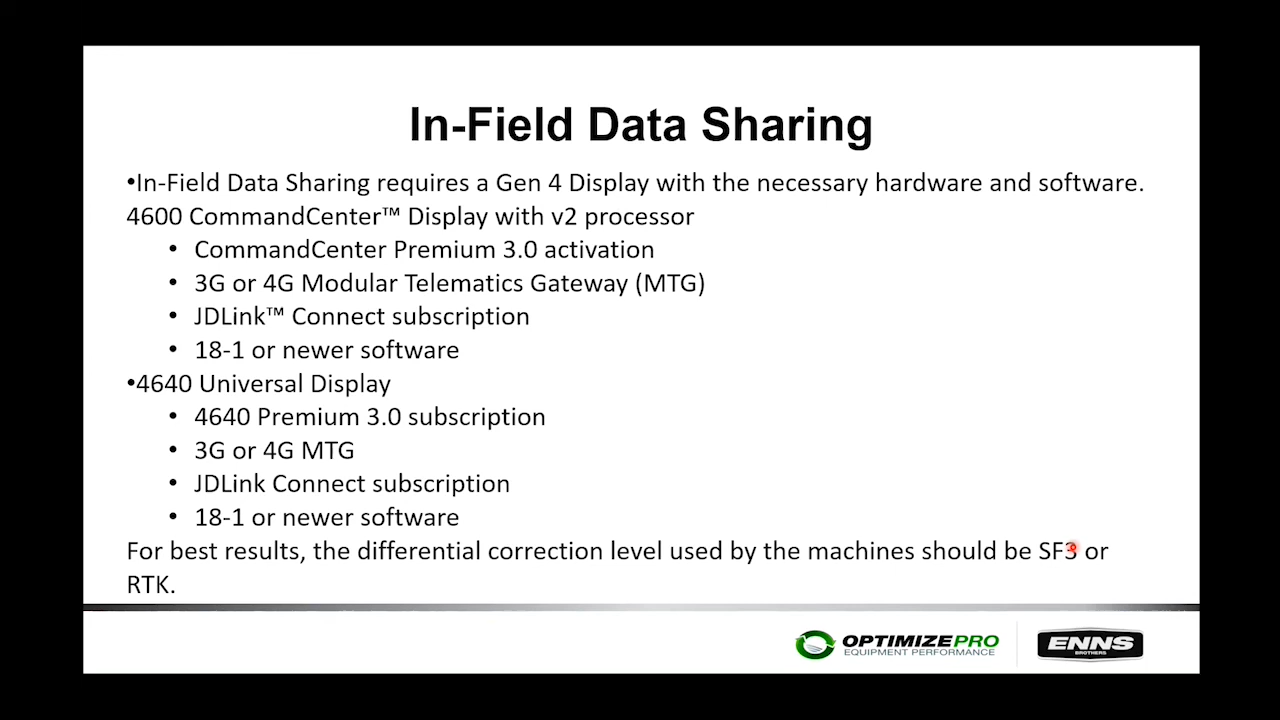 In-Field Data Sharing
•In-Field Data Sharing requires a Gen 4 Display with the necessary hardware and software.
4600 CommandCenter™ Display with v2 processor
• CommandCenter Premium 3.0 activation
• 3G or 4G Modular Telematics Gateway (MTG)
• JDLink™ Connect subscription
• 18-1 or newer software
•4640 Universal Display
• 4640 Premium 3.0 subscription
• 3G or 4G MTG
• JDLink Connect subscription
• 18-1 or newer software
For best results, the differential correction level used by the machines should be SF3 or
RTK.
OPTIMIZEPRO
EQUIPMENT PERFORMANCE
ENNS
BROTHERS